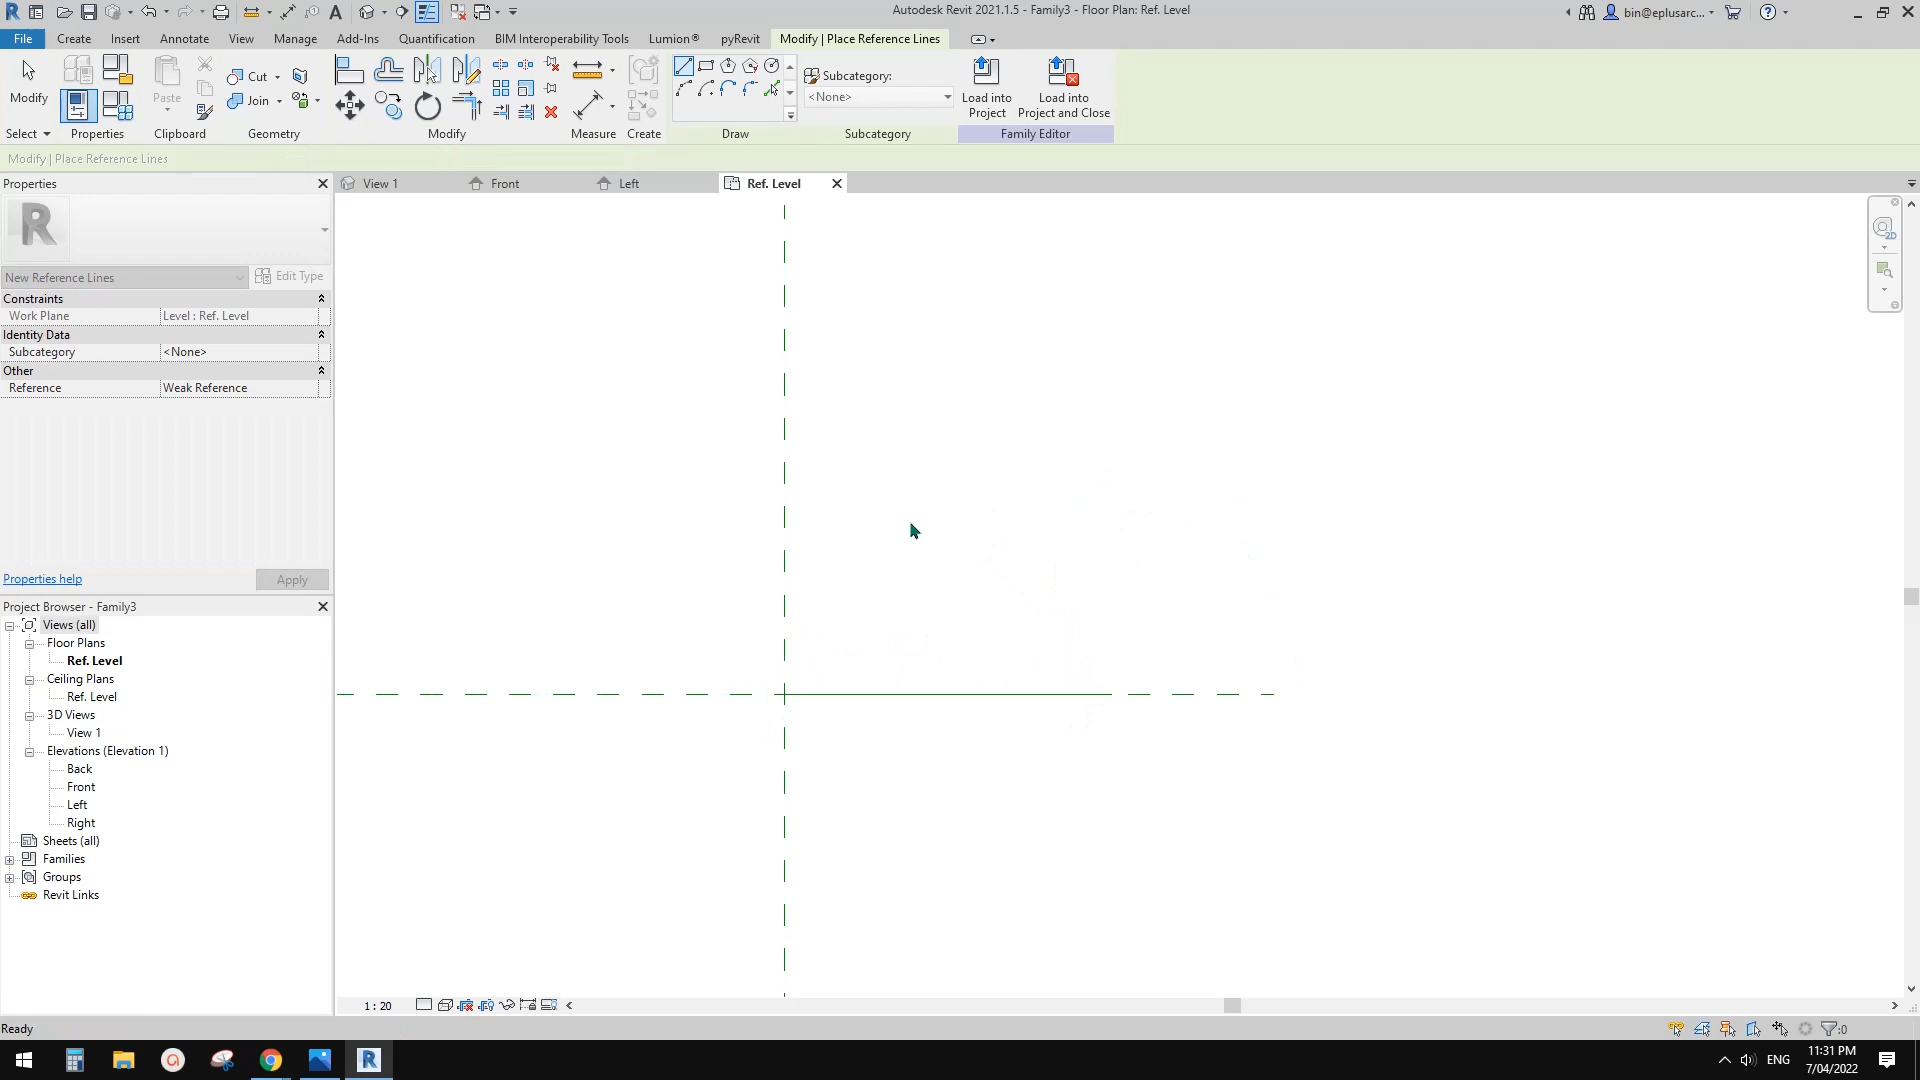 Autodesk Revit 2021.1.5 - Family3 - Floor Plan: Ref. Level
bin@eplusarc...
File
Create
Insert
Annotate
View
Manage
Add-Ins
Quantification
BIM Interoperability Tools
Lumion®
pyRevit
Modify | Place Reference Lines
Modify
Paste
Cut
Join
Subcategory:
<None>
Load into
Project
Load into
Project and Close
Select
Properties
Clipboard
Geometry
Modify
Measure
Create
Draw
Subcategory
Family Editor
Modify | Place Reference Lines
Properties
View 1
Front
Left
Ref. Level
New Reference Lines
Edit Type
Constraints
Work Plane
Level : Ref. Level
Identity Data
Subcategory
<None>
Other
Reference
Weak Reference
Properties help
Apply
Project Browser - Family3
Views (all)
Floor Plans
Ref. Level
Ceiling Plans
Ref. Level
3D Views
View 1
Elevations (Elevation 1)
Back
Front
Left
Right
Sheets (all)
Families
Groups
Revit Links
2D
1 : 20
Ready
:0
ENG
11:31 PM
7/04/2022